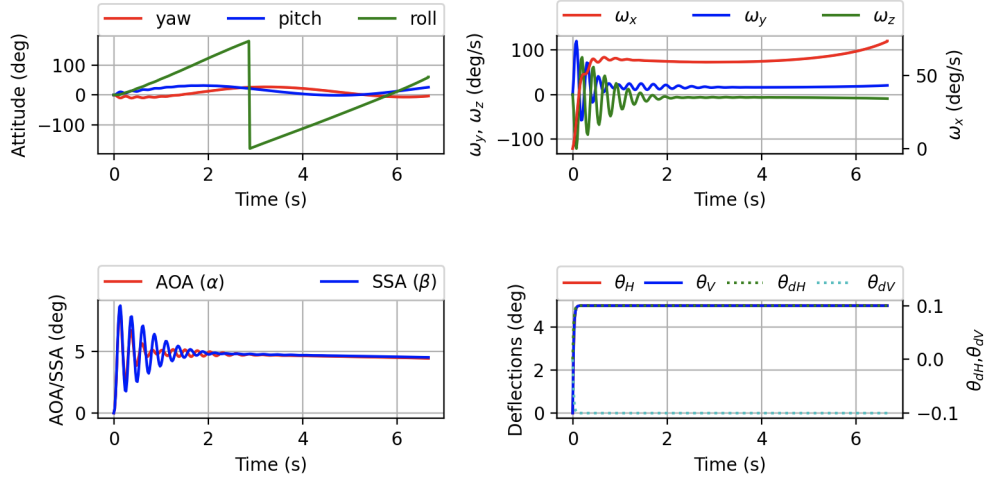 yaw pitch roll
Attitude (deg)
100
0
−100
0 2 4 6
Time (s)
ωx ωy ωz
ωy, ωz (deg/s)
100
0
−100
50
0
ωx (deg/s)
0 2 4 6
Time (s)
AOA (α) SSA (β)
AOA/SSA (deg)
5
0
0 2 4 6
Time (s)
θH θV θdH θdV
Deflections (deg)
4
2
0
0.1
0.0
−0.1
θdH,θdV
0 2 4 6
Time (s)